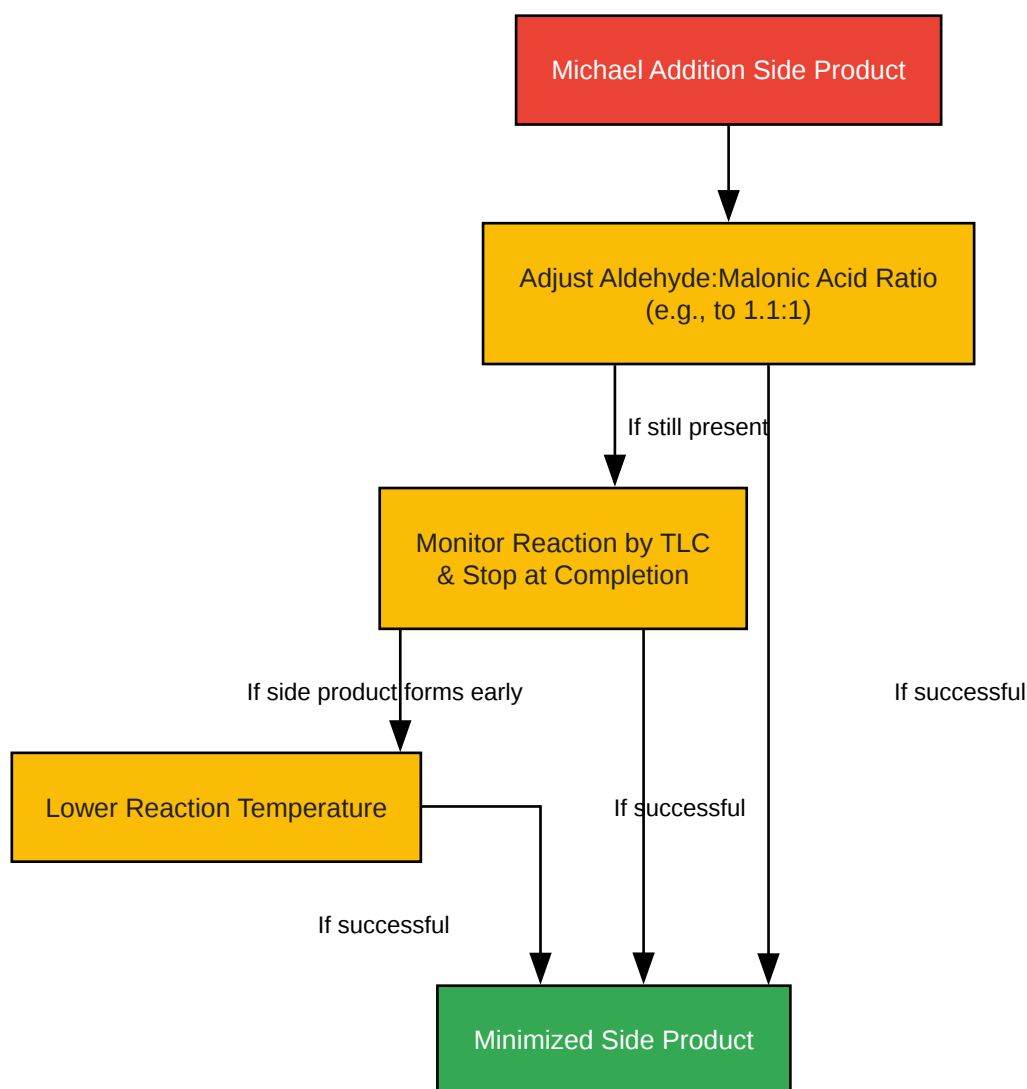 Michael Addition Side Product
Adjust Aldehyde:Malonic Acid Ratio
(e.g., to 1.1:1)
If still present
Monitor Reaction by TLC
& Stop at Completion
If side product forms early
If successful
Lower Reaction Temperature
If successful
If successful
Minimized Side Product